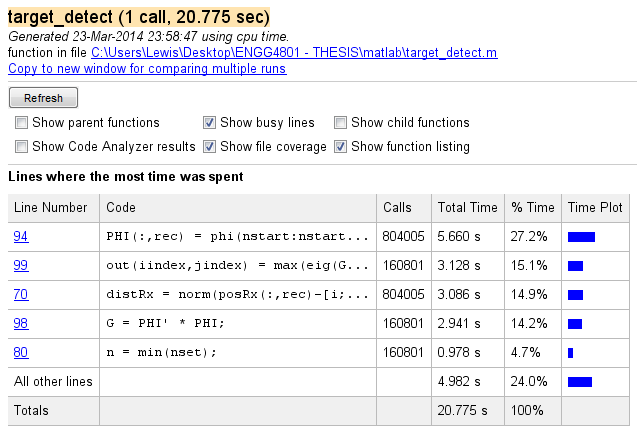 target_detect (1 call, 20.775 sec)
Generated 23-Mar-2014 23:58:47 using cpu time.
function in file C:\Users\Lewis\Desktop\ENGG4801 - THESIS\matlab\target_detect.m
Copy to new window for comparing multiple runs
Refresh
Show parent functions Show busy lines Show child functions
Show Code Analyzer results Show file coverage Show function listing
Lines where the most time was spent
Line Number Code Calls Total Time % Time Time Plot
94 PHI(:,rec) = phi(nstart:nstart... 804005 5.660 s 27.2%
99 out(iindex,jindex) = max(eig(G... 160801 3.128 s 15.1%
70 distRx = norm(posRx(:,rec)-[i;... 804005 3.086 s 14.9%
98 G = PHI' * PHI; 160801 2.941 s 14.2%
80 n = min(nset); 160801 0.978 s 4.7%
All other lines 4.982 s 24.0%
Totals 20.775 s 100%